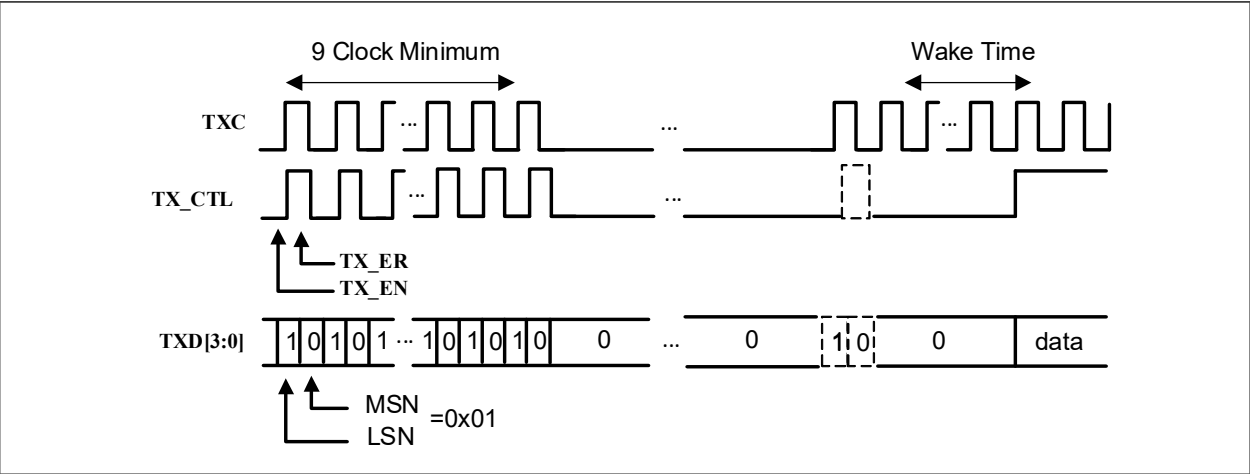 9 Clock Minimum Wake Time
TXC ... ... ...
TX_CTL ... ...
TX_ER
TX_EN
TXD[3:0] 1 0 1 0 1 ... 1 0 1 0 1 0 0 ... 0 1 0 0 data
MSN
=0x01
LSN